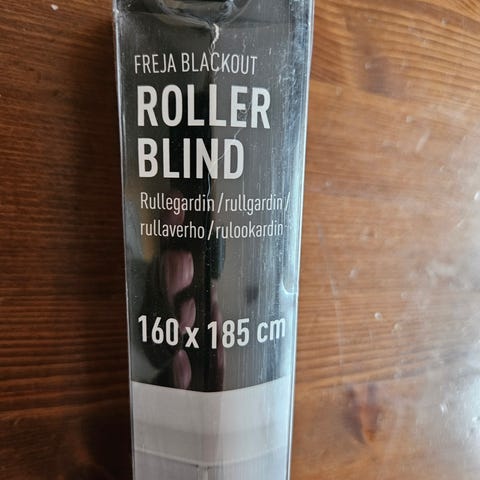 FREJA BLACKOUT
ROLLER
BLIND
Rullegardin/rullgardin/
rullaverho/rulookardin
160 x 185 cm